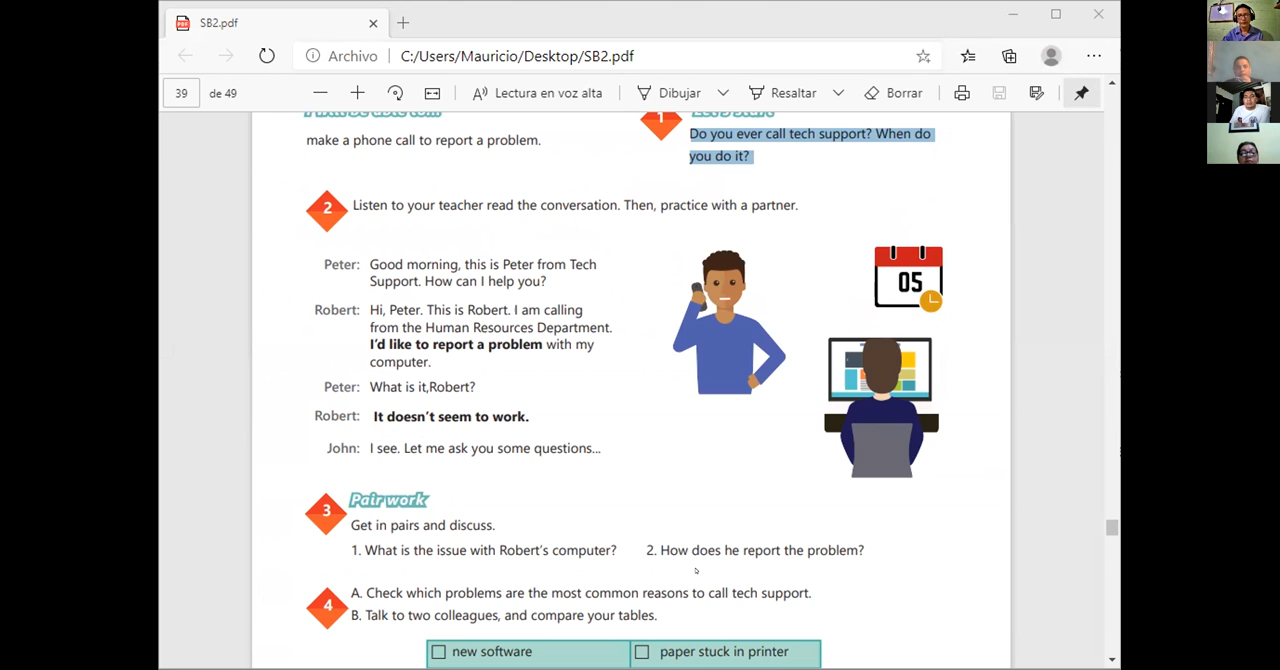 SB2.pdf
Archivo
C:/Users/Mauricio/Desktop/SB2.pdf
39
de 49
Lectura en voz alta
Dibujar
Resaltar
Borrar
make a phone call to report a problem.
1
Let's start
Do you ever call tech support? When do
you do it?
2
Listen to your teacher read the conversation. Then, practice with a partner.
Peter: Good morning, this is Peter from Tech
Support. How can I help you?
Robert: Hi, Peter. This is Robert. I am calling
from the Human Resources Department.
I'd like to report a problem with my
computer.
Peter: What is it,Robert?
Robert: It doesn't seem to work.
John: I see. Let me ask you some questions...
05
3
Pair work
Get in pairs and discuss.
1. What is the issue with Robert's computer?
2. How does he report the problem?
4
A. Check which problems are the most common reasons to call tech support.
B. Talk to two colleagues, and compare your tables.
new software
paper stuck in printer